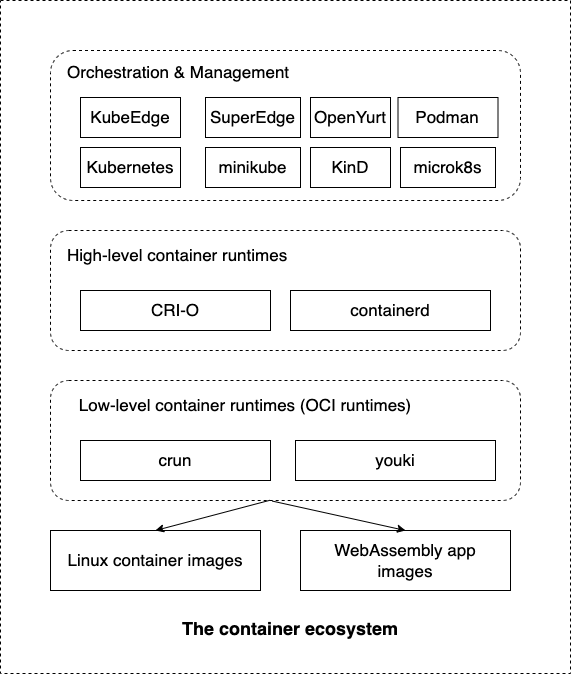 Orchestration & Management
KubeEdge
SuperEdge
OpenYurt
Podman
Kubernetes
minikube
KinD
microk8s
High-level container runtimes
CRI-O
containerd
Low-level container runtimes (OCI runtimes)
crun
youki
Linux container images
WebAssembly app
images
The container ecosystem